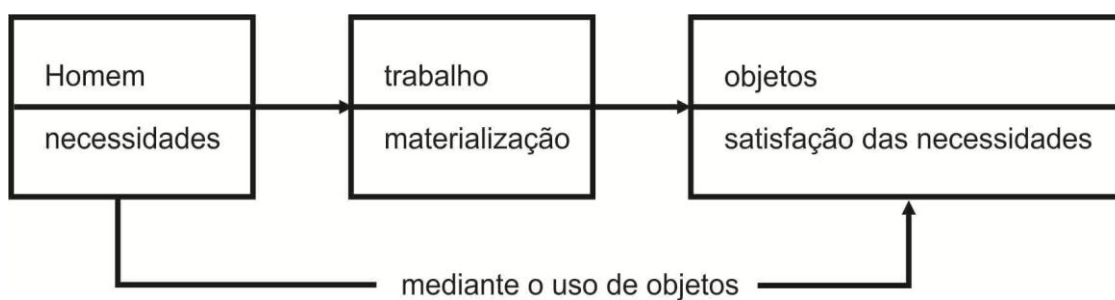 Homem
necessidades
trabalho
materialização
objetos
satisfação das necessidades
mediante o uso de objetos